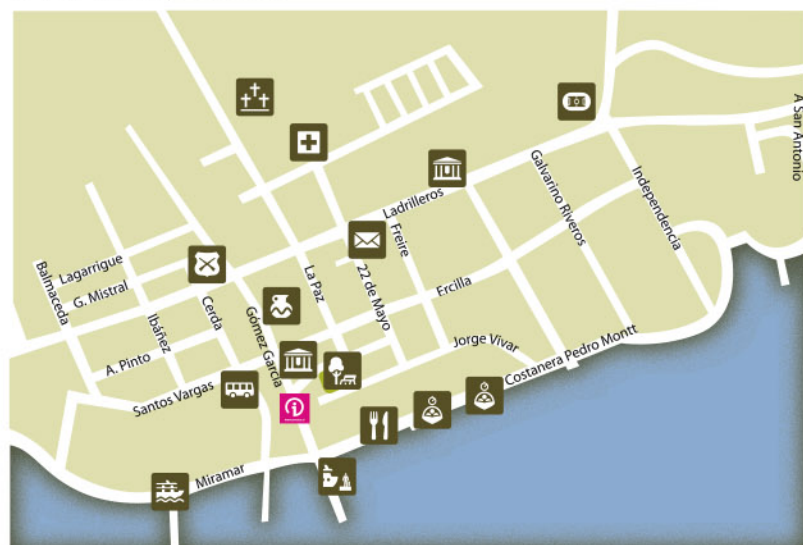 A San Antonio
Galvarino Riveros
Independencia
Ladrilleros
Freire
Lagarrigue
Balmaceda
G. Mistral
La Paz
22 de Mayo
Ercilla
Cerda
Ibáñez
Gómez García
A. Pinto
Jorge Vivar
Costanera Pedro Montt
Santos Vargas
Miramar